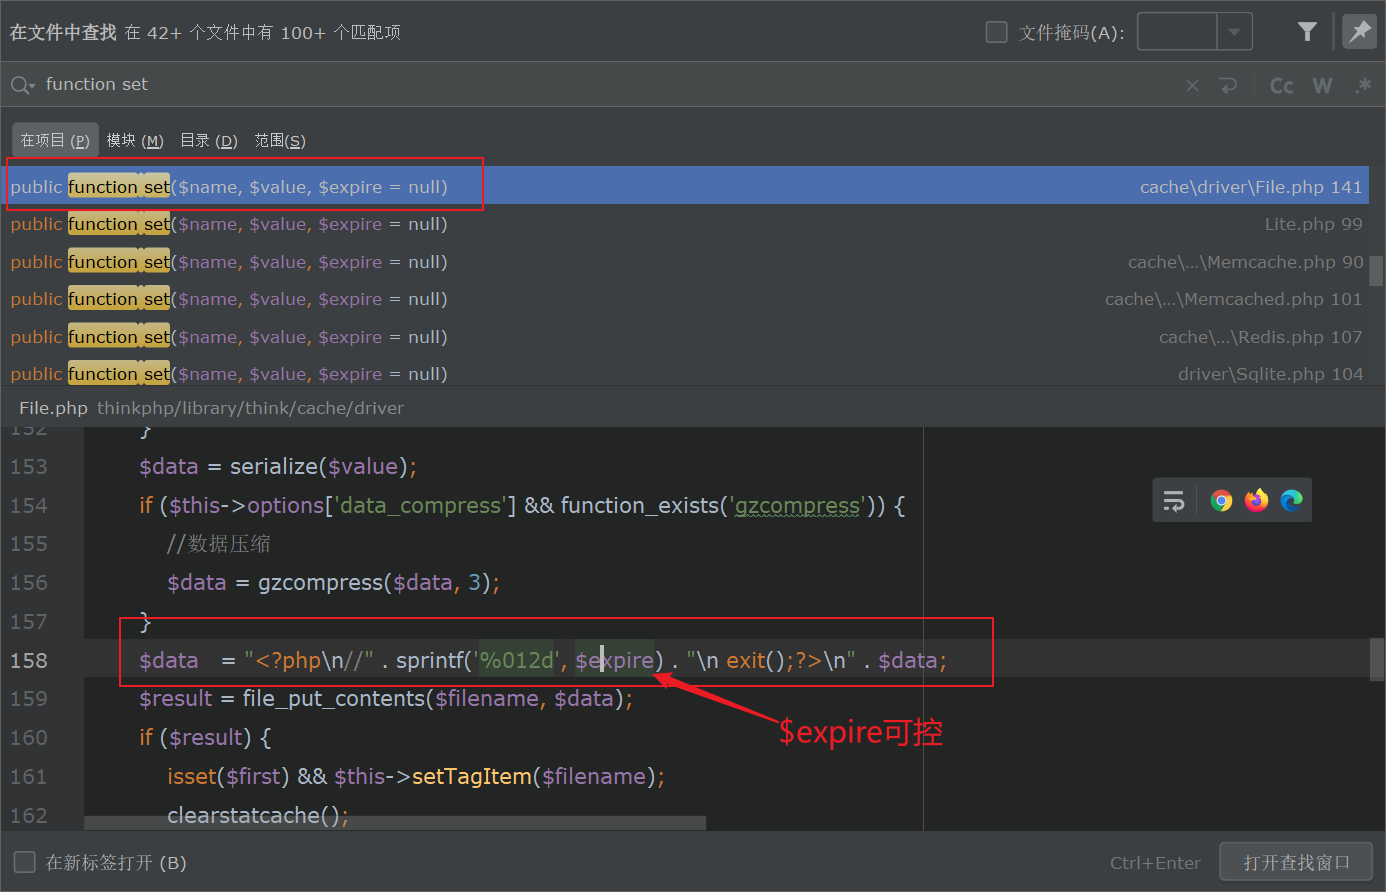 在文件中查找 在 42+ 个文件中有 100+ 个匹配项
文件掩码(A):
function set
Cc W .*
在项目 (P) 模块 (M) 目录 (D) 范围(S)
public function set($name, $value, $expire = null) cache\driver\File.php 141
public function set($name, $value, $expire = null) Lite.php 99
public function set($name, $value, $expire = null) cache\...\Memcache.php 90
public function set($name, $value, $expire = null) cache\...\Memcached.php 101
public function set($name, $value, $expire = null) cache\...\Redis.php 107
public function set($name, $value, $expire = null) driver\Sqlite.php 104
File.php thinkphp/library/think/cache/driver
152 }
153 $data = serialize($value);
154 if ($this->options['data_compress'] && function_exists('gzcompress')) {
155 //数据压缩
156 $data = gzcompress($data, 3);
157 }
158 $data = "<?php\n//" . sprintf('%012d', $expire) . "\n exit();?>\n" . $data;
159 $result = file_put_contents($filename, $data);
$expire可控
160 if ($result) {
161 isset($first) && $this->setTagItem($filename);
162 clearstatcache();
在新标签打开 (B) Ctrl+Enter 打开查找窗口